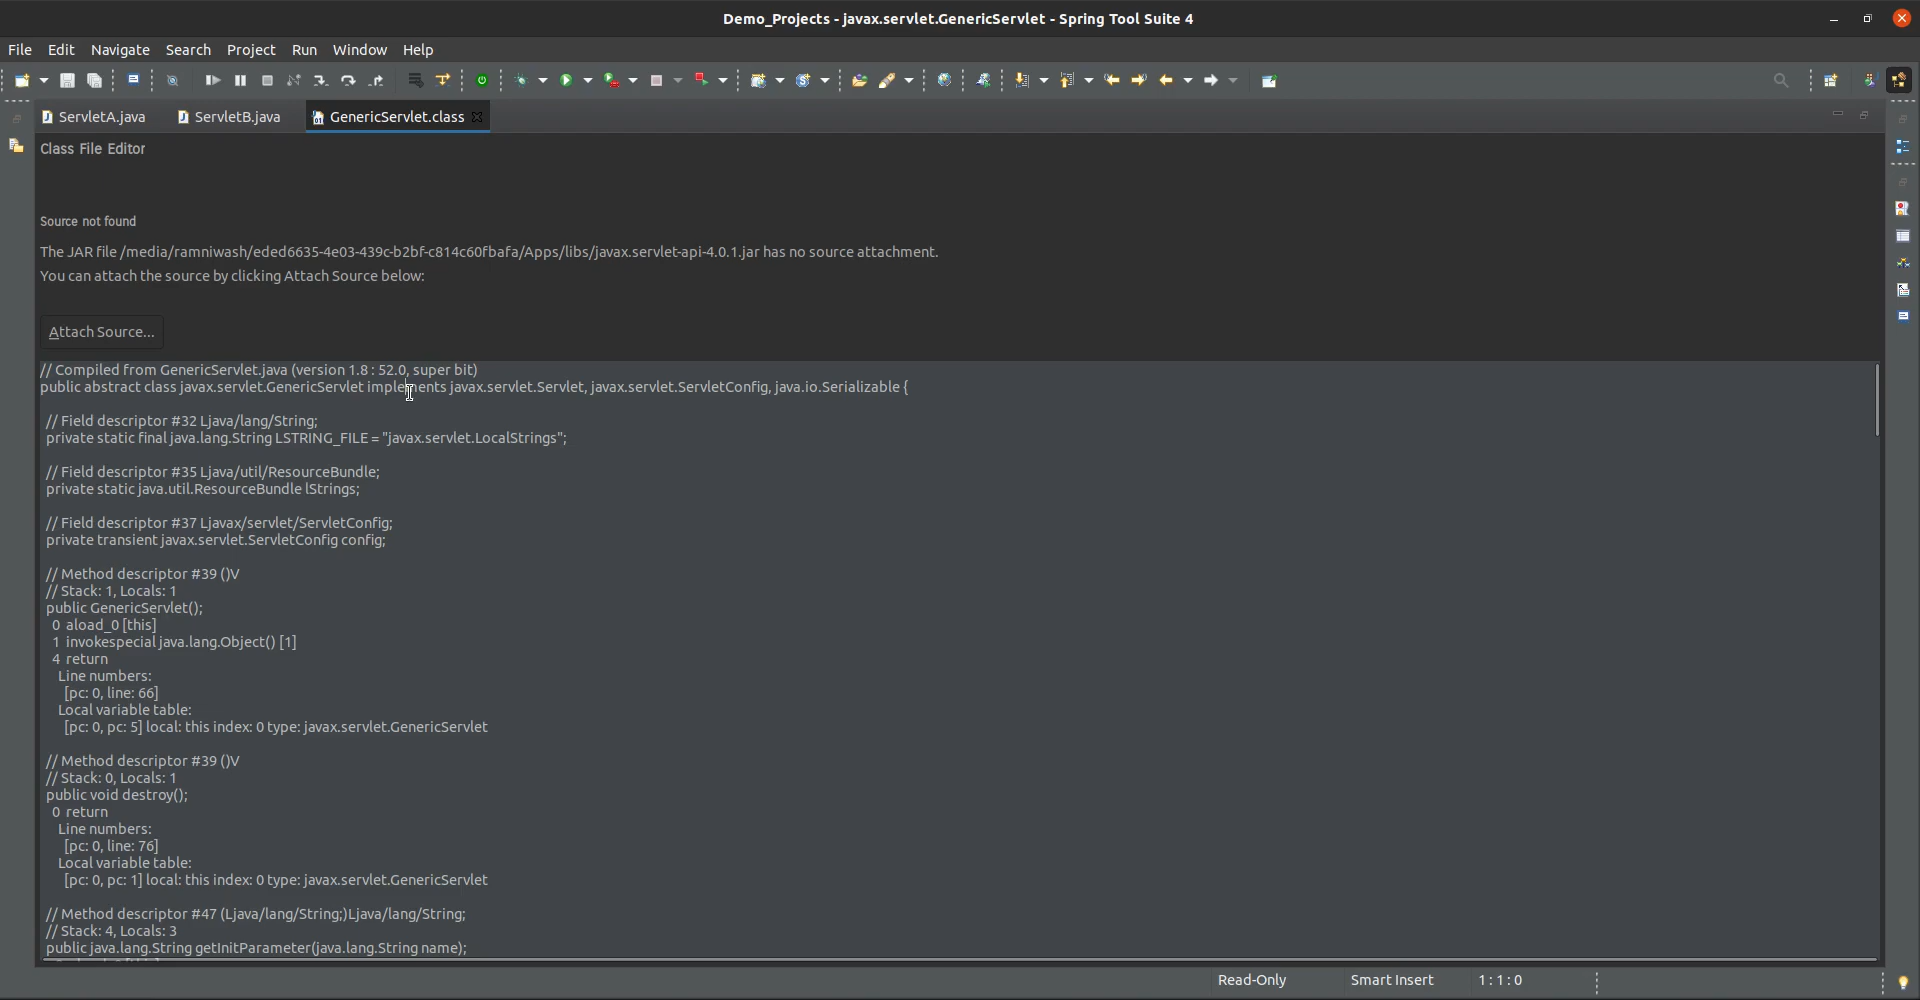 Demo_Projects - javax.servlet.GenericServlet - Spring Tool Suite 4
File Edit Navigate Search Project Run Window Help
ServletA.java ServletB.java GenericServlet.class
Class File Editor
Source not found
The JAR file /media/ramniwash/eded6635-4e03-439c-b2bf-c814c60fbafa/Apps/libs/javax.servlet-api-4.0.1.jar has no source attachment.
You can attach the source by clicking Attach Source below:
Attach Source...
// Compiled from GenericServlet.java (version 1.8 : 52.0, super bit)
public abstract class javax.servlet.GenericServlet implements javax.servlet.Servlet, javax.servlet.ServletConfig, java.io.Serializable {
// Field descriptor #32 Ljava/lang/String;
private static final java.lang.String LSTRING_FILE = "javax.servlet.LocalStrings";
// Field descriptor #35 Ljava/util/ResourceBundle;
private static java.util.ResourceBundle lStrings;
// Field descriptor #37 Ljavax/servlet/ServletConfig;
private transient javax.servlet.ServletConfig config;
// Method descriptor #39 ()V
// Stack: 1, Locals: 1
public GenericServlet();
0 aload_0 [this]
1 invokespecial java.lang.Object() [1]
4 return
Line numbers:
[pc: 0, line: 66]
Local variable table:
[pc: 0, pc: 5] local: this index: 0 type: javax.servlet.GenericServlet
// Method descriptor #39 ()V
// Stack: 0, Locals: 1
public void destroy();
0 return
Line numbers:
[pc: 0, line: 76]
Local variable table:
[pc: 0, pc: 1] local: this index: 0 type: javax.servlet.GenericServlet
// Method descriptor #47 (Ljava/lang/String;)Ljava/lang/String;
// Stack: 4, Locals: 3
public java.lang.String getInitParameter(java.lang.String name);
Read-Only Smart Insert 1 : 1 : 0